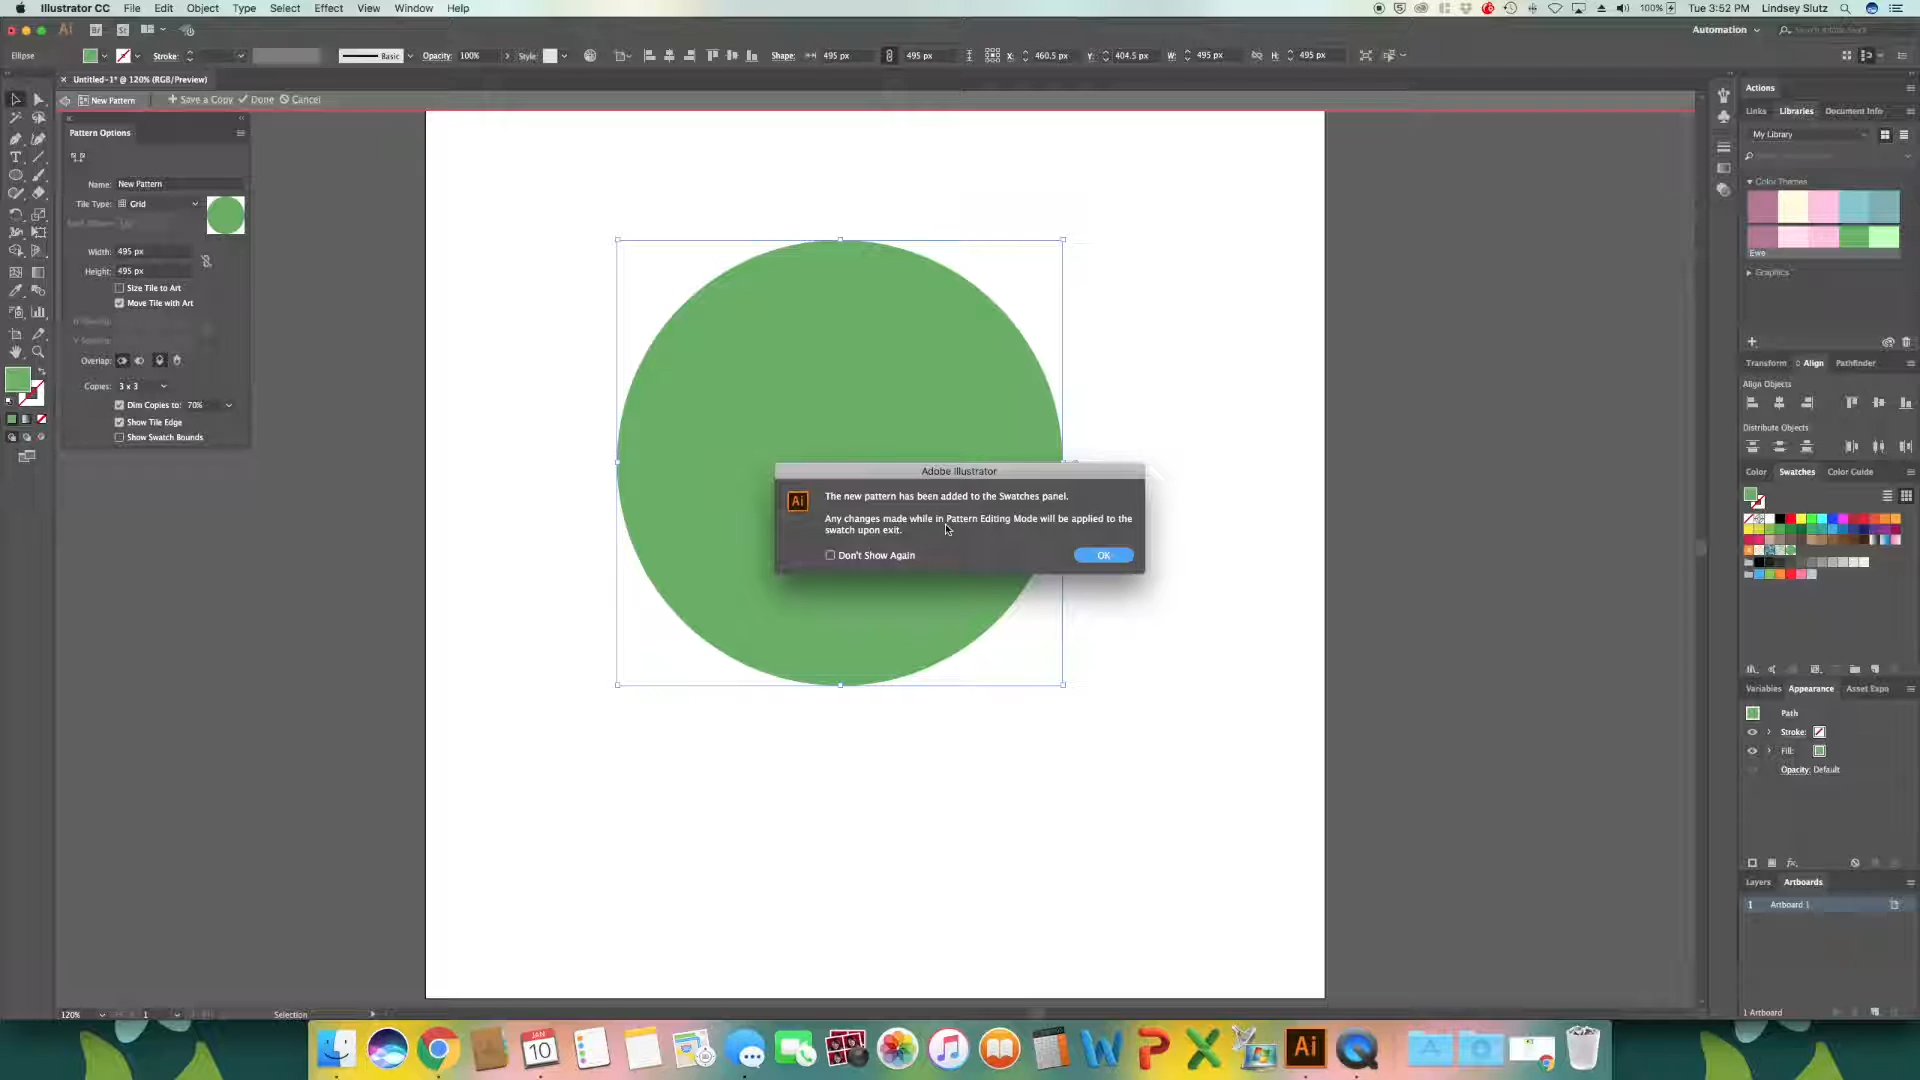 Illustrator CC File Edit Object Type Select Effect View Window Help
100% Tue 3:52 PM Lindsey Slutz
Automation
Ellipse Stroke: Basic Opacity: 100% Style: Shape: 495 px 495 px X: 460.5 px Y: 404.5 px W: 495 px H: 495 px
Untitled-1* @ 120% (RGB/Preview)
New Pattern + Save a Copy Done Cancel
Pattern Options
Name: New Pattern
Tile Type: Grid
Width: 495 px
Height: 495 px
Size Tile to Art
Move Tile with Art
H Spacing:
V Spacing:
Overlap:
Copies: 3 x 3
Dim Copies to: 70%
Show Tile Edge
Show Swatch Bounds
Adobe Illustrator
Ai
The new pattern has been added to the Swatches panel.
Any changes made while in Pattern Editing Mode will be applied to the
swatch upon exit.
Don't Show Again
OK
Actions
Links Libraries Document Info
My Library
Color Themes
Ewe
Graphics
Transform Align Pathfinder
Align Objects
Distribute Objects
Color Swatches Color Guide
Variables Appearance Asset Expo
Path
Stroke:
Fill:
Opacity: Default
fx
Layers Artboards
1 Artboard 1
120% 1 Selection
1 Artboard
JAN
10
Ai